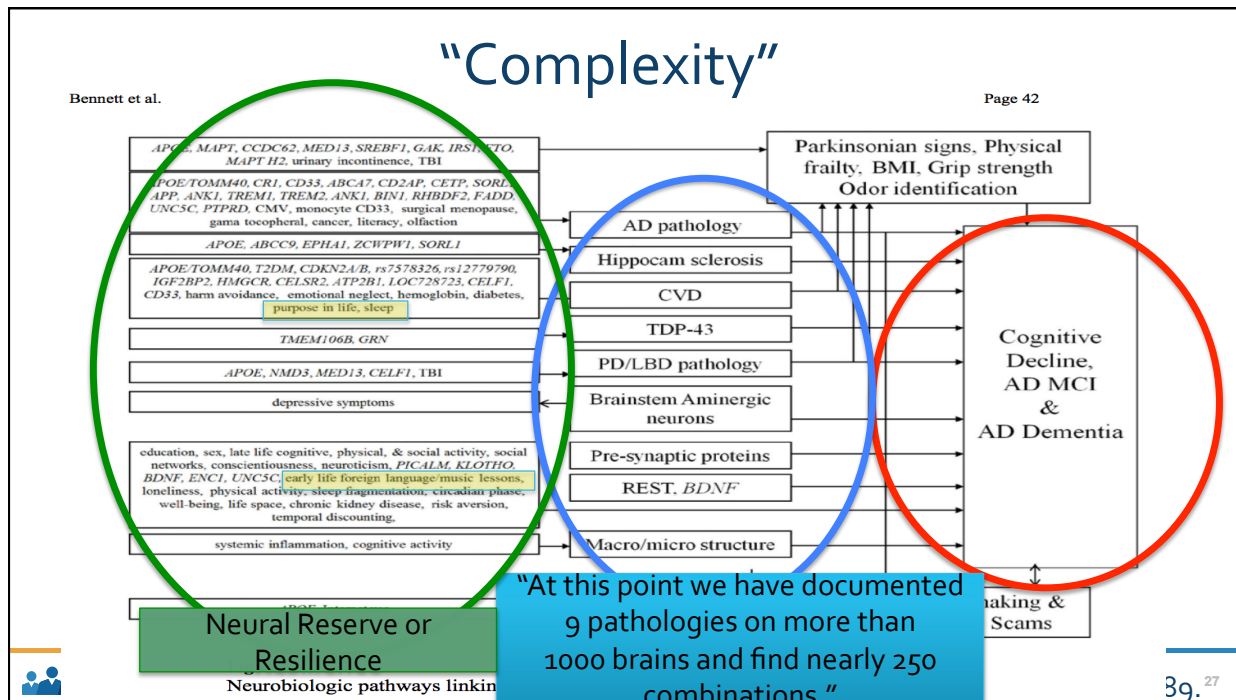 “Complexity”
Bennett et al.
Page 42
APOE, MAPT, CCDC62, MED13, SREBF1, GAK, IRS1, FTO,
MAPT H2, urinary incontinence, TBI
APOE/TOMM40, CR1, CD33, ABCA7, CD2AP, CETP, SORL1
APP, ANK1, TREM1, TREM2, ANK1, BIN1, RHBDF2, FADD,
UNC5C, PTPRD, CMV, monocyte CD33, surgical menopause,
gama tocopheral, cancer, literacy, olfaction
APOE, ABCC9, EPHA1, ZCWPW1, SORL1
APOE/TOMM40, T2DM, CDKN2A/B, rs7578326, rs12779790,
IGF2BP2, HMGCR, CELSR2, ATP2B1, LOC728723, CELF1,
CD33, harm avoidance, emotional neglect, hemoglobin, diabetes,
purpose in life, sleep
TMEM106B, GRN
APOE, NMD3, MED13, CELF1, TBI
depressive symptoms
education, sex, late life cognitive, physical, & social activity, social
networks, conscientiousness, neuroticism, PICALM, KLOTHO,
BDNF, ENC1, UNC5C, early life foreign language/music lessons,
loneliness, physical activity, sleep fragmentation, circadian phase,
well-being, life space, chronic kidney disease, risk aversion,
temporal discounting,
systemic inflammation, cognitive activity
Parkinsonian signs, Physical
frailty, BMI, Grip strength
Odor identification
AD pathology
Hippocam sclerosis
CVD
TDP-43
PD/LBD pathology
Brainstem Aminergic
neurons
Pre-synaptic proteins
REST, BDNF
Macro/micro structure
Cognitive
Decline,
AD MCI
&
AD Dementia
making &
Scams
Neural Reserve or
Resilience
“At this point we have documented
9 pathologies on more than
1000 brains and find nearly 250
combinations.”
Neurobiologic pathways linkin
89.
27